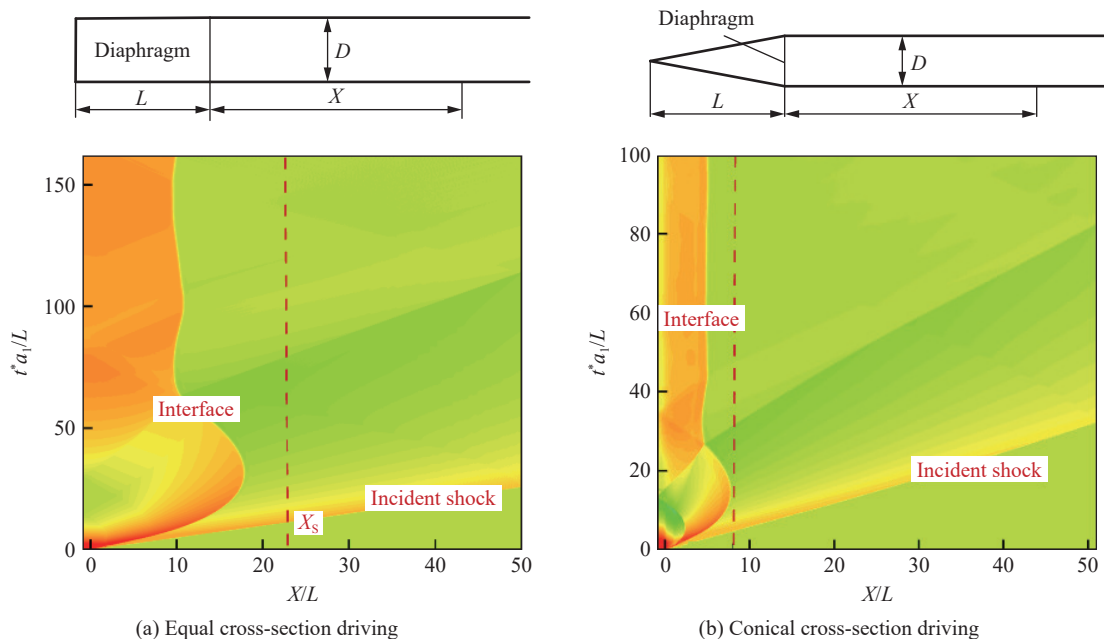 Diaphragm
D
L
X
150
100
50
0
t*a₁/L
Interface
Incident shock
Xs
0
10
20
30
40
50
X/L
(a) Equal cross-section driving
Diaphragm
D
L
X
100
80
60
40
20
0
t*a₁/L
Interface
Incident shock
0
10
20
30
40
50
X/L
(b) Conical cross-section driving